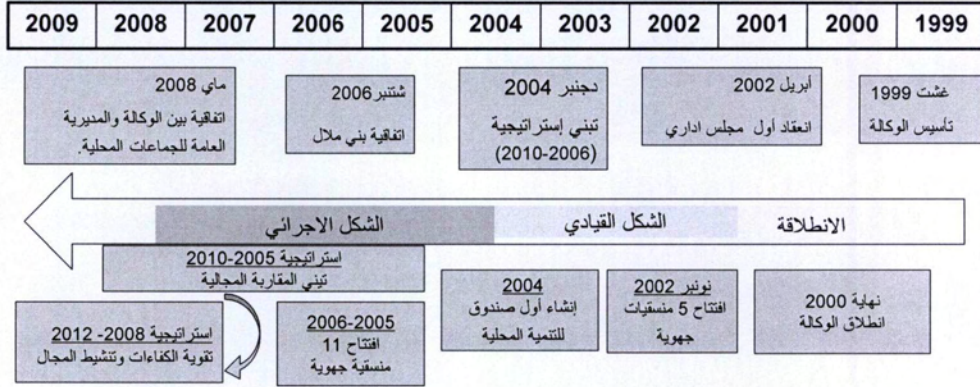 1999 2000 2001 2002 2003 2004 2005 2006 2007 2008 2009
غشت 1999
تأسيس الوكالة
أبريل 2002
انعقاد أول مجلس اداري
دجنبر 2004
تبني إستراتيجية
(2010-2006)
شتنبر2006
اتفاقية بني ملال
ماي 2008
اتفاقية بين الوكالة والمديرية
العامة للجماعات المحلية.
الانطلاقة
الشكل القيادي
الشكل الاجرائي
استراتيجية 2005-2010
تبني المقاربة المجالية
نهاية 2000
انطلاق الوكالة
نونبر 2002
افتتاح 5 منسقيات
جهوية
2004
إنشاء أول صندوق
للتنمية المحلية
2006-2005
افتتاح 11
منسقية جهوية
استراتيجية 2008- 2012
تقوية الكفاءات وتنشيط المجال